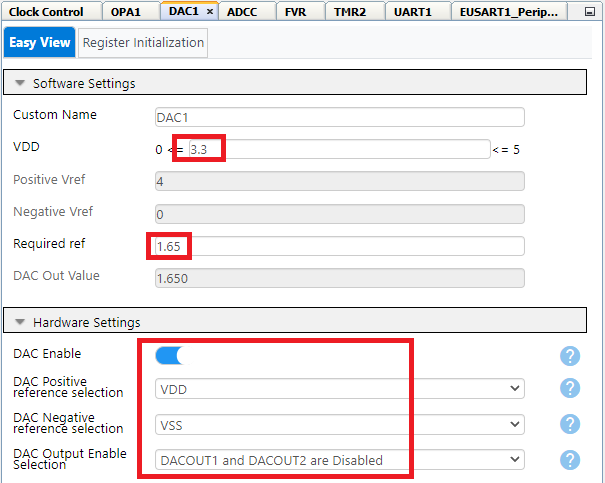 Clock Control OPA1 DAC1 × ADCC FVR TMR2 UART1 EUSART1_Perip...
Easy View Register Initialization
Software Settings
Custom Name DAC1
VDD 0 <= 3.3 <= 5
Positive Vref 4
Negative Vref 0
Required ref 1.65
DAC Out Value 1.650
Hardware Settings
DAC Enable ?
DAC Positive
reference selection VDD ?
DAC Negative
reference selection VSS ?
DAC Output Enable
Selection DACOUT1 and DACOUT2 are Disabled ?